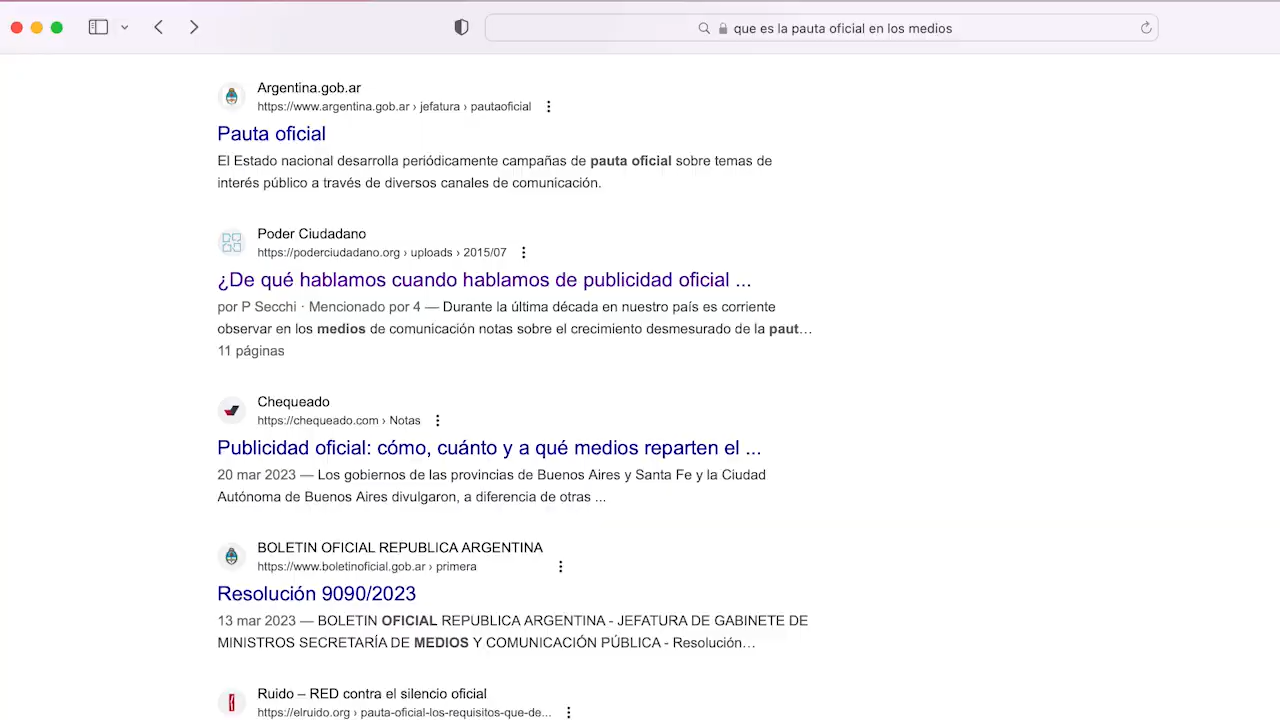 que es la pauta oficial en los medios
Argentina.gob.ar
https://www.argentina.gob.ar › jefatura › pautaoficial
Pauta oficial
El Estado nacional desarrolla periódicamente campañas de pauta oficial sobre temas de
interés público a través de diversos canales de comunicación.
Poder Ciudadano
https://poderciudadano.org › uploads › 2015/07
¿De qué hablamos cuando hablamos de publicidad oficial ...
por P Secchi · Mencionado por 4 — Durante la última década en nuestro país es corriente
observar en los medios de comunicación notas sobre el crecimiento desmesurado de la paut...
11 páginas
Chequeado
https://chequeado.com › Notas
Publicidad oficial: cómo, cuánto y a qué medios reparten el ...
20 mar 2023 — Los gobiernos de las provincias de Buenos Aires y Santa Fe y la Ciudad
Autónoma de Buenos Aires divulgaron, a diferencia de otras ...
BOLETIN OFICIAL REPUBLICA ARGENTINA
https://www.boletinoficial.gob.ar › primera
Resolución 9090/2023
13 mar 2023 — BOLETIN OFICIAL REPUBLICA ARGENTINA - JEFATURA DE GABINETE DE
MINISTROS SECRETARÍA DE MEDIOS Y COMUNICACIÓN PÚBLICA - Resolución...
Ruido – RED contra el silencio oficial
https://elruido.org › pauta-oficial-los-requisitos-que-de...